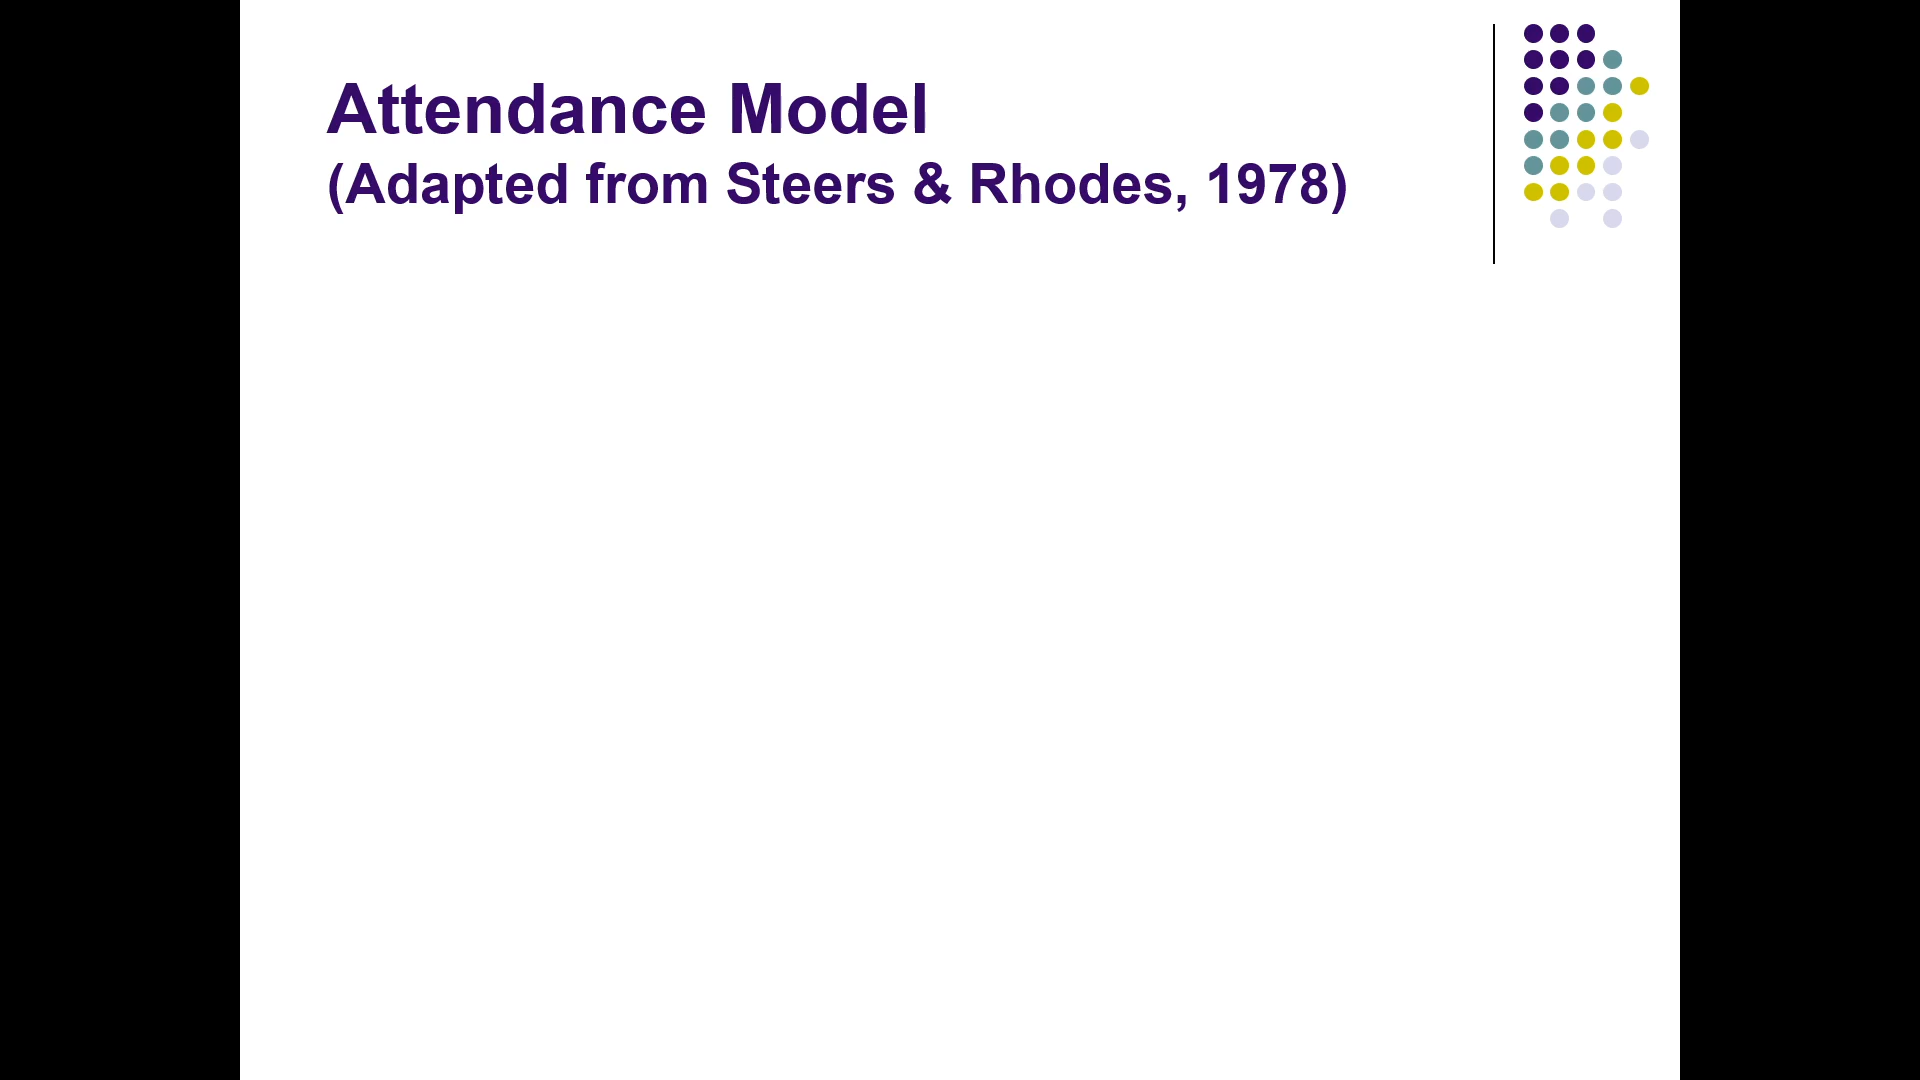 Attendance Model
(Adapted from Steers & Rhodes, 1978)